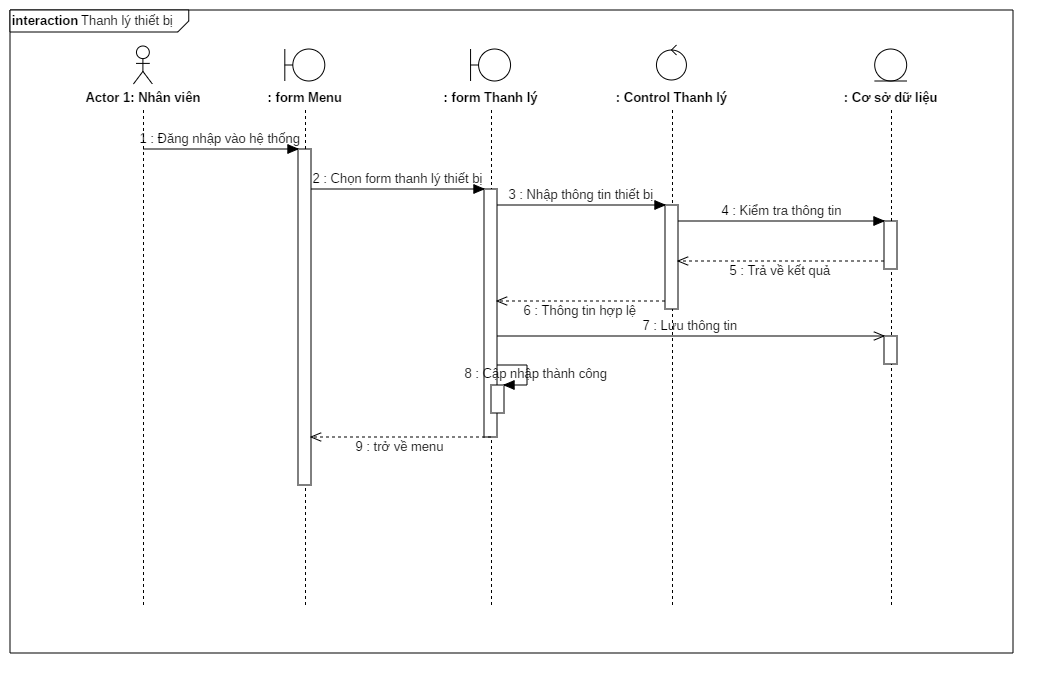 interaction Thanh lý thiết bị
Actor 1: Nhân viên
: form Menu
: form Thanh lý
: Control Thanh lý
: Cơ sở dữ liệu
1 : Đăng nhập vào hệ thống
2 : Chọn form thanh lý thiết bị
3 : Nhập thông tin thiết bị
4 : Kiểm tra thông tin
5 : Trả về kết quả
6 : Thông tin hợp lệ
7 : Lưu thông tin
8 : Cập nhập thành công
9 : trở về menu